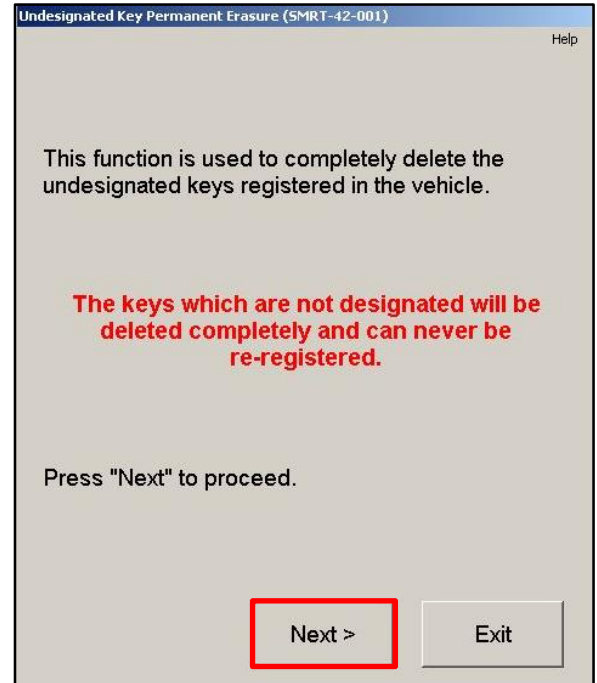 Undesignated Key Permanent Erasure (SMRT-42-001)
Help
This function is used to completely delete the
undesignated keys registered in the vehicle.
The keys which are not designated will be
deleted completely and can never be
re-registered.
Press "Next" to proceed.
Next >
Exit